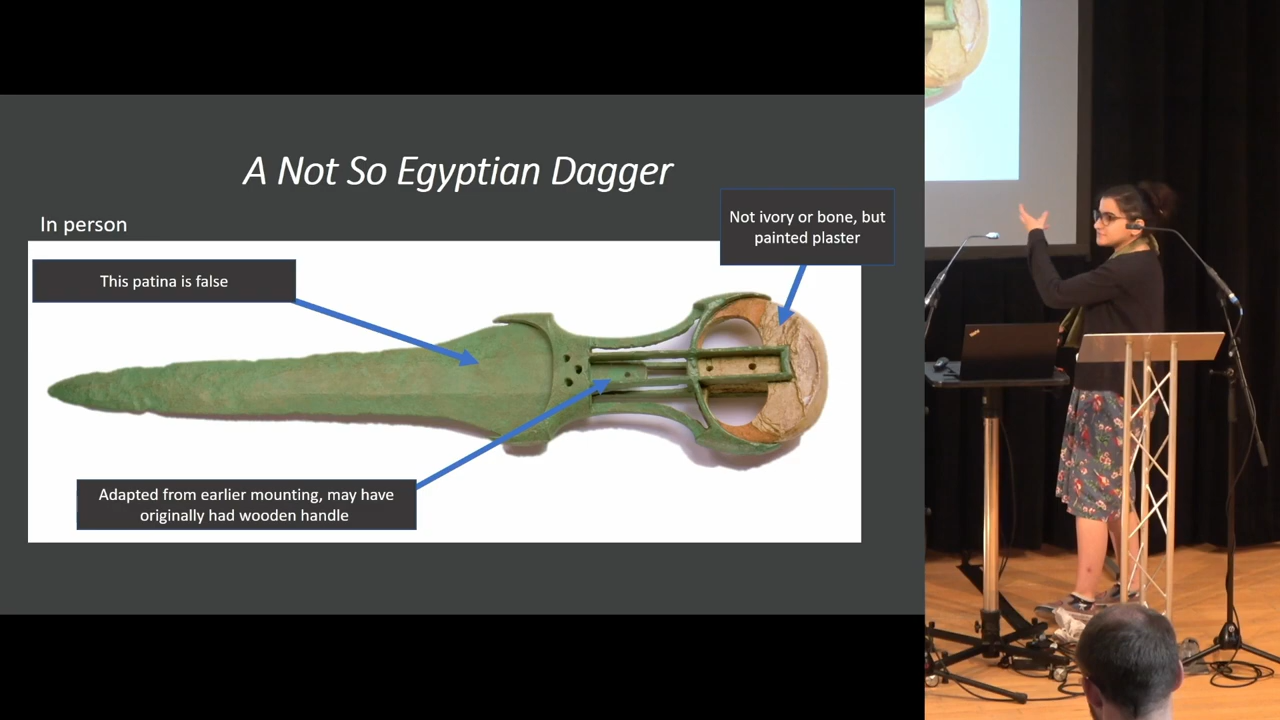 A Not So Egyptian Dagger
In person
Not ivory or bone, but
painted plaster
This patina is false
Adapted from earlier mounting, may have
originally had wooden handle